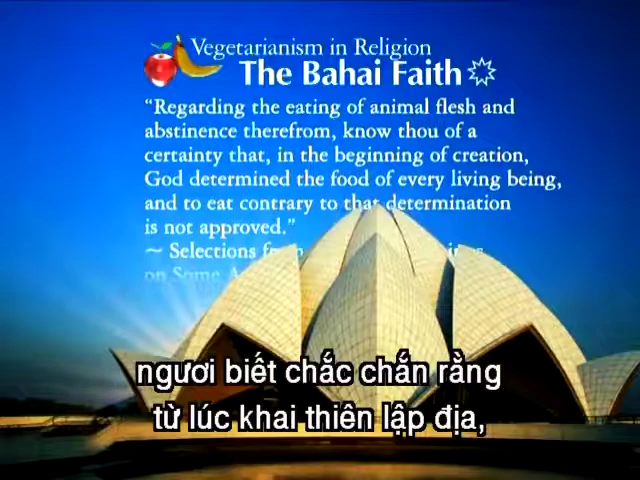 Vegetarianism in Religion
The Bahai Faith
“Regarding the eating of animal flesh and
abstinence therefrom, know thou of a
certainty that, in the beginning of creation,
God determined the food of every living being,
and to eat contrary to that determination
is not approved.”
~ Selections
on Some
ngươi biết chắc chắn rằng
từ lúc khai thiên lập địa,